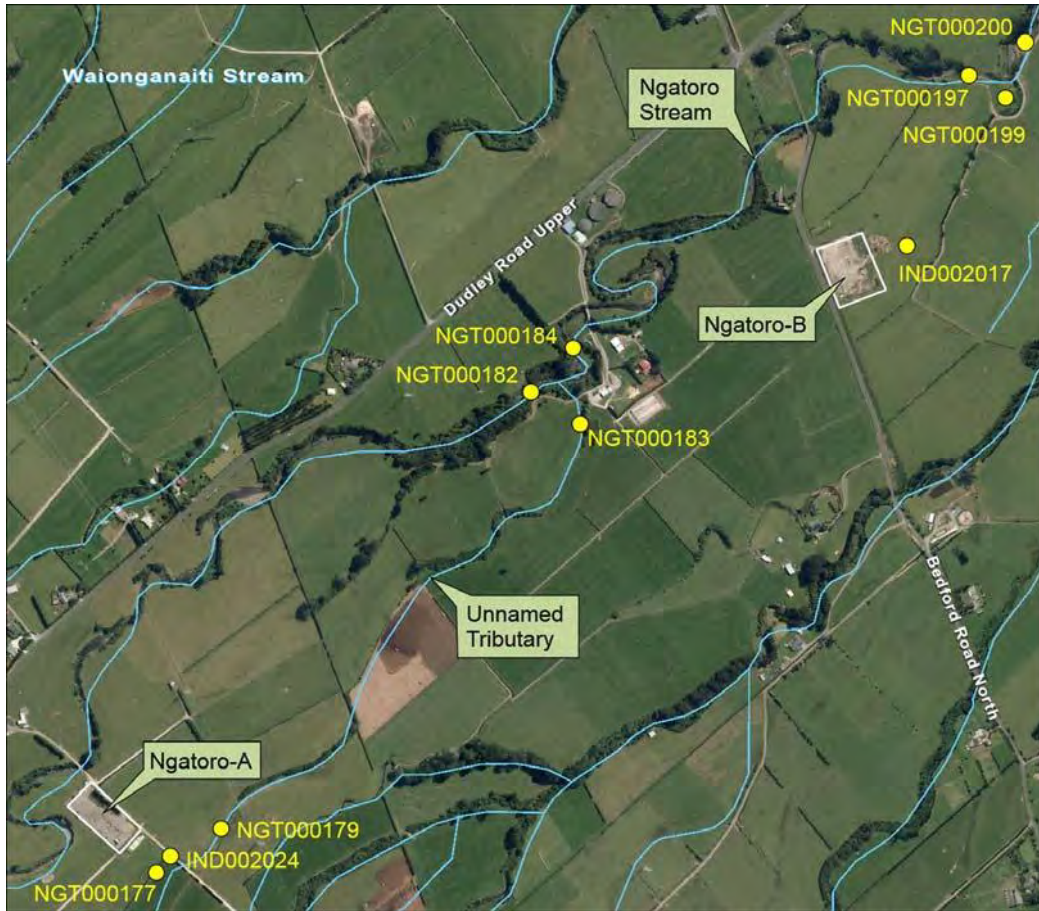 NGT000200
Waionganaiti Stream
Ngatoro
Stream
NGT000197
NGT000199
Dudley Road Upper
IND002017
Ngatoro-B
NGT000184
NGT000182
NGT000183
Unnamed
Tributary
Bedford Road North
Ngatoro-A
NGT000179
IND002024
NGT000177